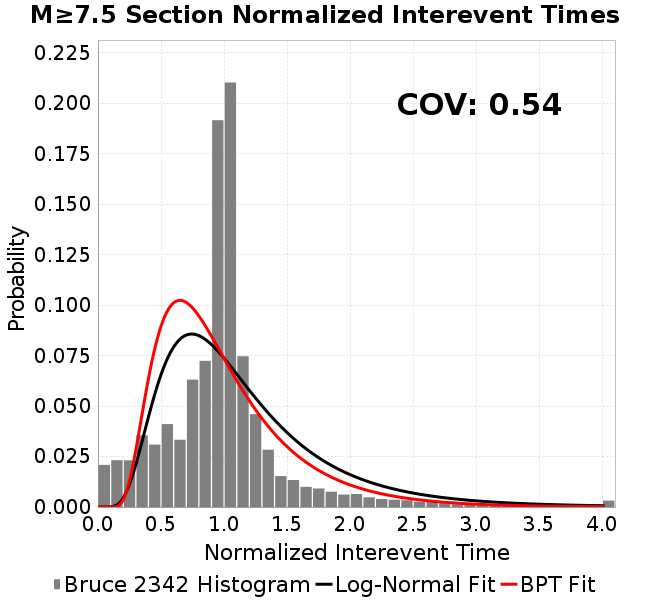 M≥7.5 Section Normalized Interevent Times
COV: 0.54
Probability
0.225
0.200
0.175
0.150
0.125
0.100
0.075
0.050
0.025
0.000
0.0 0.5 1.0 1.5 2.0 2.5 3.0 3.5 4.0
Normalized Interevent Time
Bruce 2342 Histogram Log-Normal Fit BPT Fit